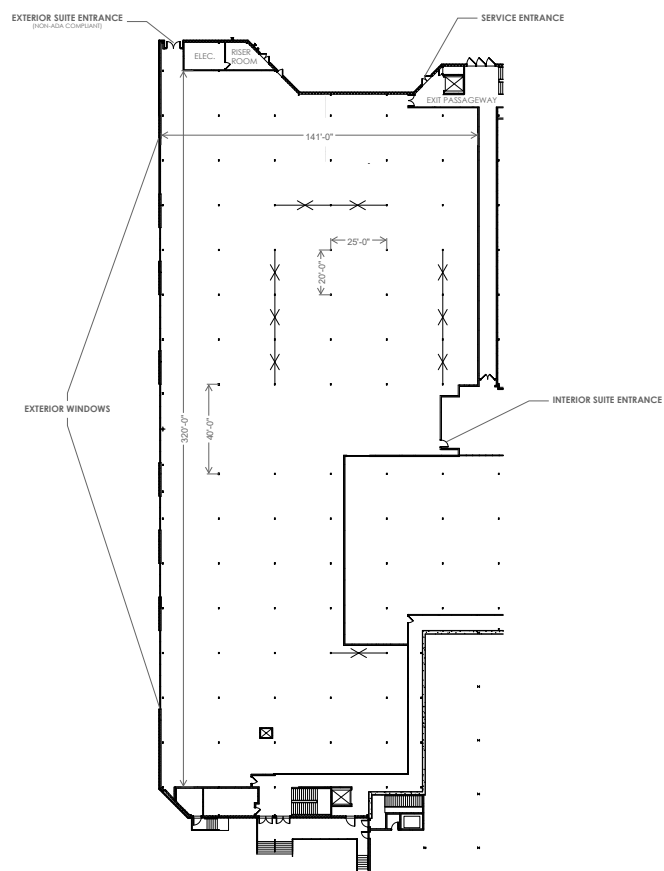 EXTERIOR SUITE ENTRANCE
(NON-ADA COMPLIANT)
SERVICE ENTRANCE
ELEC.
RISER
ROOM
EXIT PASSAGEWAY
141'-0"
25'-0"
20'-0"
EXTERIOR WINDOWS
320'-0"
40'-0"
INTERIOR SUITE ENTRANCE